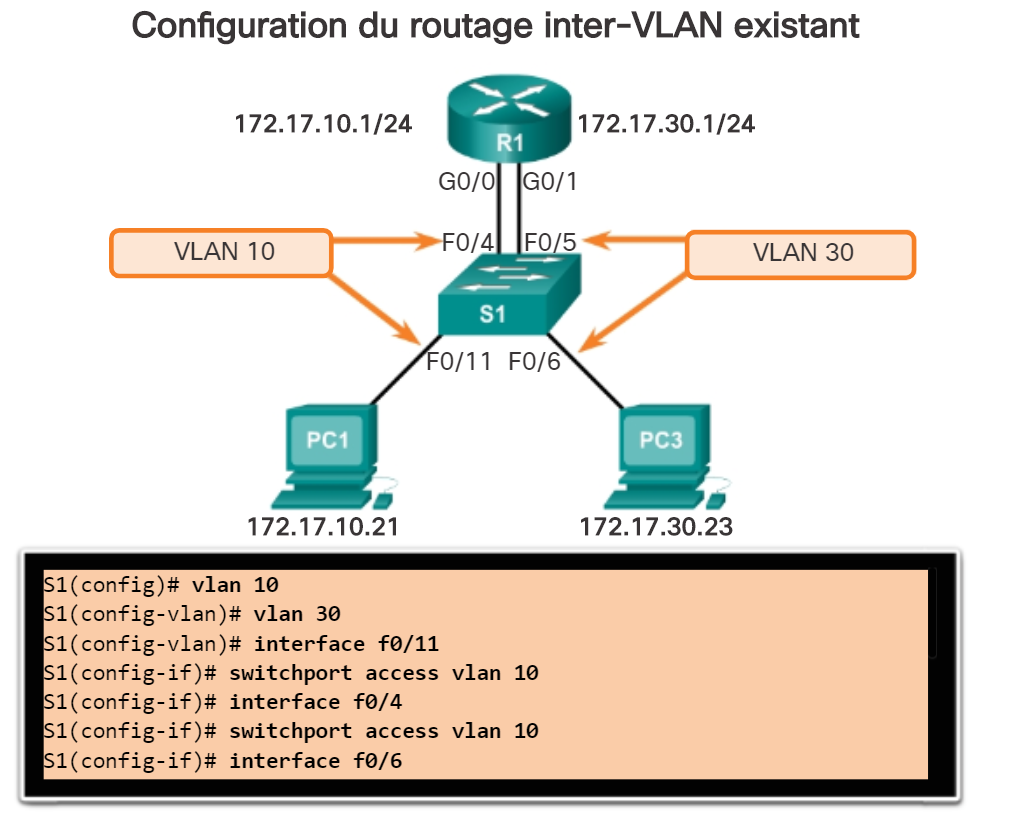 Configuration du routage inter-VLAN existant
172.17.10.1/24
172.17.30.1/24
R1
G0/0
G0/1
VLAN 10
F0/4
F0/5
VLAN 30
S1
F0/11
F0/6
PC1
PC3
172.17.10.21
172.17.30.23
S1(config)# vlan 10
S1(config-vlan)# vlan 30
S1(config-vlan)# interface f0/11
S1(config-if)# switchport access vlan 10
S1(config-if)# interface f0/4
S1(config-if)# switchport access vlan 10
S1(config-if)# interface f0/6